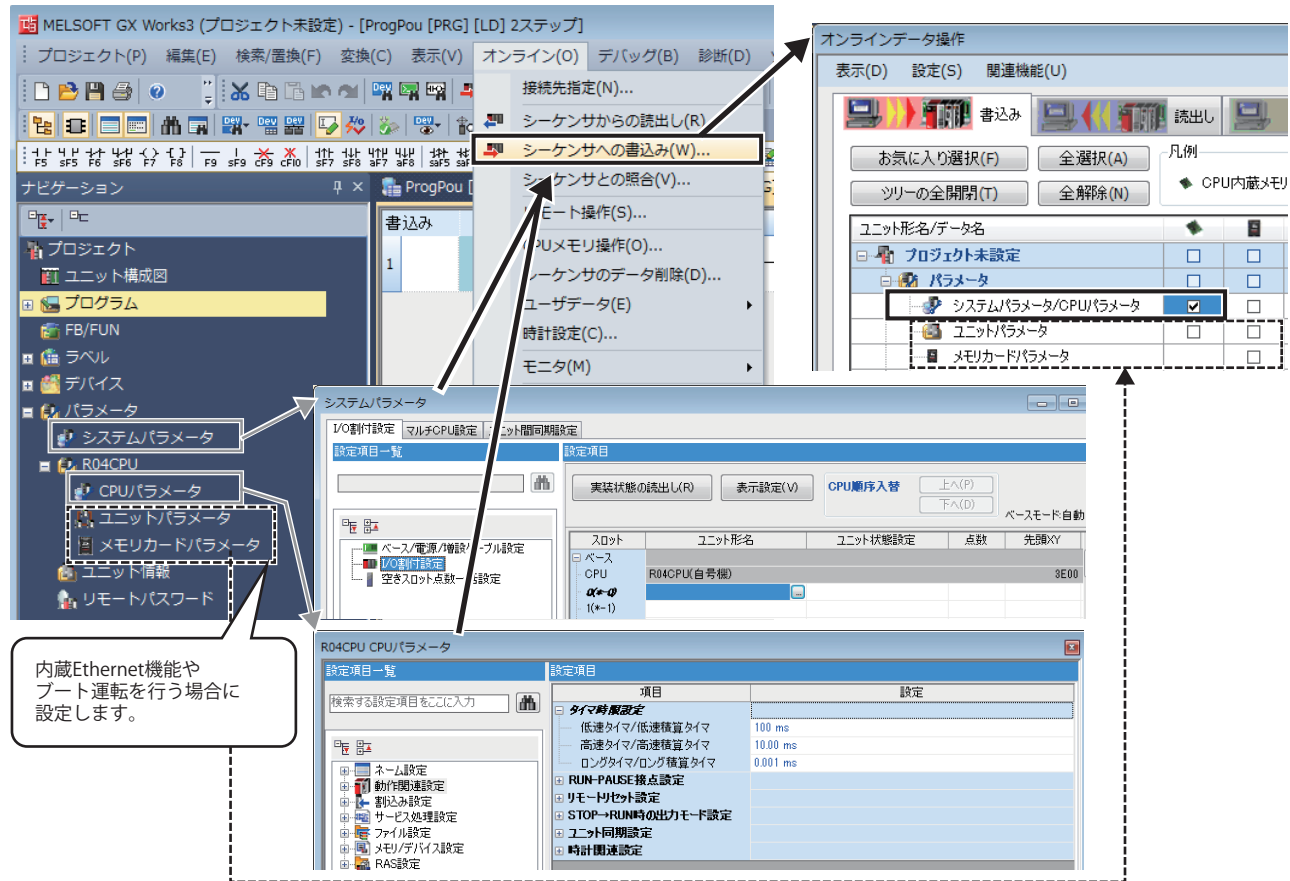 MELSOFT GX Works3 (プロジェクト未設定) - [ProgPou [PRG] [LD] 2ステップ]
プロジェクト(P) 編集(E) 検索/置換(F) 変換(C) 表示(V) オンライン(O) デバッグ(B) 診断(D)
F5 sF5 F6 sF6 F7 F8 F9 sF9 cF9 cF10 sF7 sF8 aF7 aF8 saF5
ナビゲーション
プロジェクト
ユニット構成図
プログラム
FB/FUN
ラベル
デバイス
パラメータ
システムパラメータ
R04CPU
CPUパラメータ
ユニットパラメータ
メモリカードパラメータ
ユニット情報
リモートパスワード
ProgPou [
書込み
1
接続先指定(N)...
シーケンサからの読出し(R)
シーケンサへの書込み(W)...
シーケンサとの照合(V)...
リモート操作(S)...
CPUメモリ操作(O)...
シーケンサのデータ削除(D)...
ユーザデータ(E)
時計設定(C)...
モニタ(M)
オンラインデータ操作
表示(D) 設定(S) 関連機能(U)
書込み 読出し
お気に入り選択(F) 全選択(A) 凡例
ツリーの全開閉(T) 全解除(N) CPU内蔵メモリ
ユニット形名/データ名
プロジェクト未設定
パラメータ
システムパラメータ/CPUパラメータ
ユニットパラメータ
メモリカードパラメータ
システムパラメータ
I/O割付設定 マルチCPU設定 ユニット間同期設定
設定項目一覧 設定項目
実装状態の読出し(R) 表示設定(V) CPU順序入替 上へ(P)
下へ(D)
ベースモード:自動
ベース/電源/増設ケーブル設定
I/O割付設定
空きスロット点数一括設定
スロット ユニット形名 ユニット状態設定 点数 先頭XY
ベース
CPU R04CPU(自号機) 3E00
0(*-0)
1(*-1)
R04CPU CPUパラメータ
設定項目一覧 設定項目
検索する設定項目をここに入力
ネーム設定
動作関連設定
割込み設定
サービス処理設定
ファイル設定
メモリ/デバイス設定
RAS設定
項目 設定
タイマ時限設定
低速タイマ/低速積算タイマ 100 ms
高速タイマ/高速積算タイマ 10.00 ms
ロングタイマ/ロング積算タイマ 0.001 ms
RUN-PAUSE接点設定
リモートリセット設定
STOP→RUN時の出力モード設定
ユニット同期設定
時計関連設定
内蔵Ethernet機能や
ブート運転を行う場合に
設定します。